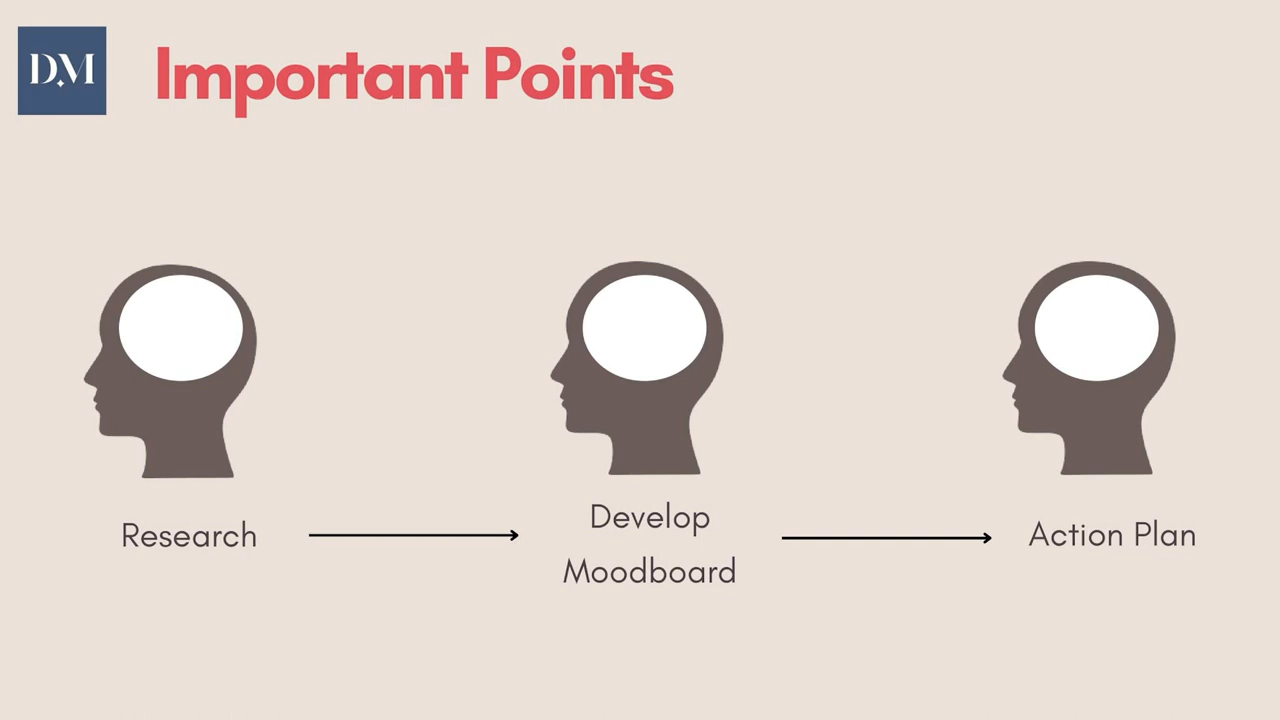 DM
Important Points
Research
Develop
Moodboard
Action Plan